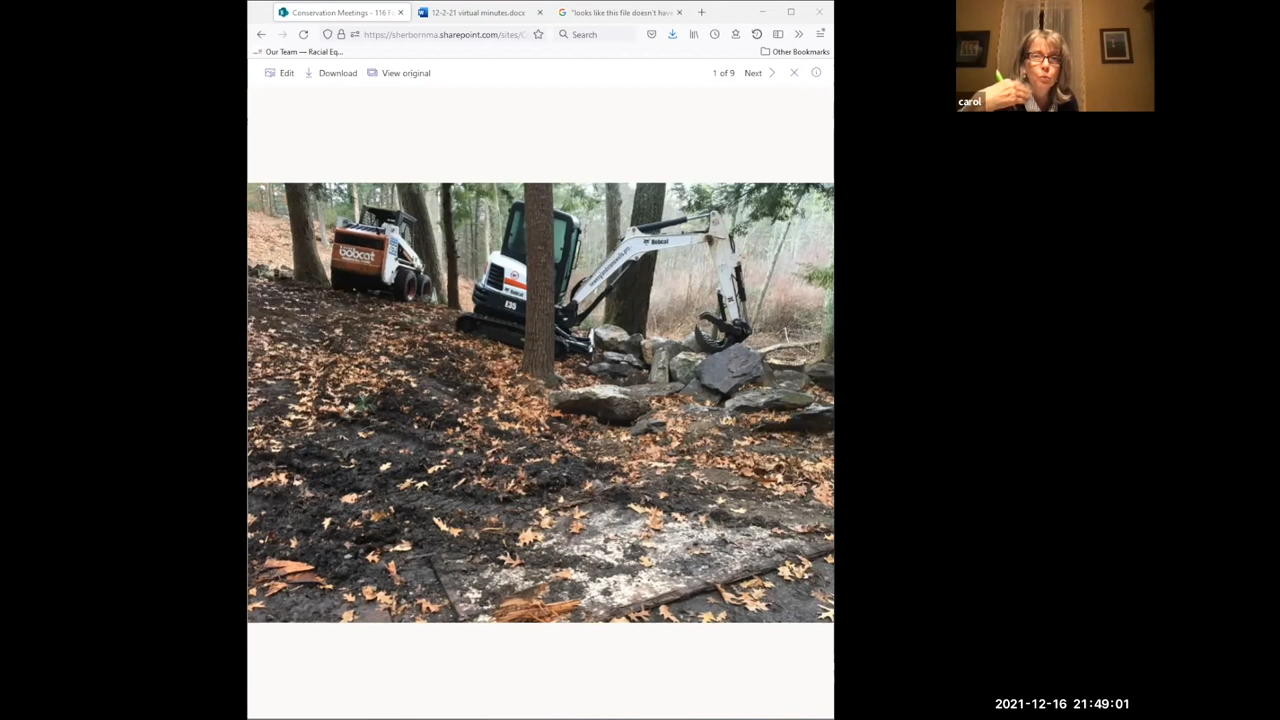 Conservation Meetings - 116 F
12-2-21 virtual minutes.docx
"looks like this file doesn't have
https://sherbornma.sharepoint.com/sites/C
Search
Our Team — Racial Eq...
Other Bookmarks
Edit
Download
View original
1 of 9
Next
carol
bobcat
Bobcat
Bobcat
E35
2021-12-16 21:49:01